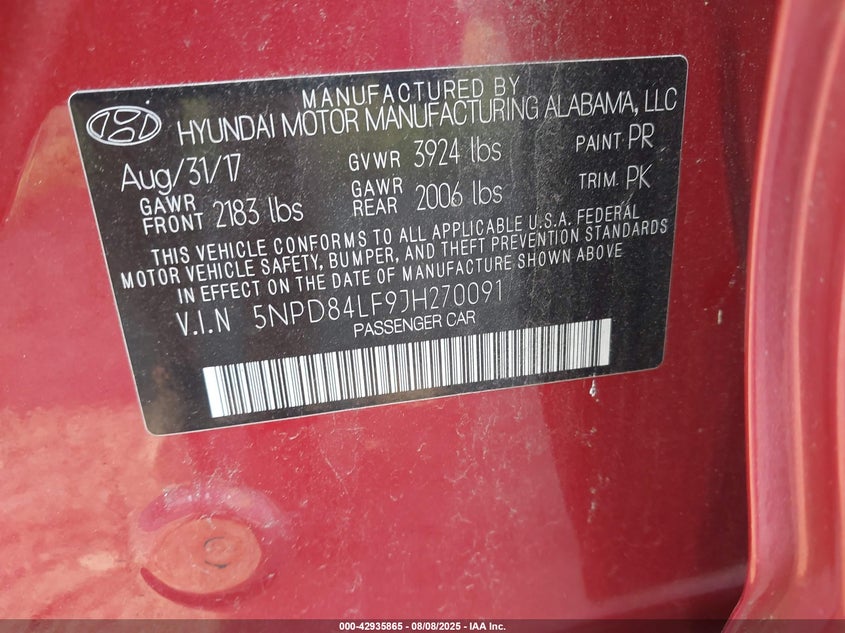 MANUFACTURED BY
HYUNDAI MOTOR MANUFACTURING ALABAMA, LLC
Aug/31/17 GVWR 3924 lbs PAINT PR
GAWR FRONT 2183 lbs GAWR REAR 2006 lbs TRIM. PK
THIS VEHICLE CONFORMS TO ALL APPLICABLE U.S.A. FEDERAL
MOTOR VEHICLE SAFETY, BUMPER, AND THEFT PREVENTION STANDARDS
IN EFFECT ON THE DATE OF MANUFACTURE SHOWN ABOVE
V.I.N 5NPD84LF9JH270091
PASSENGER CAR
000-42935865 - 08/08/2025 - IAA Inc.